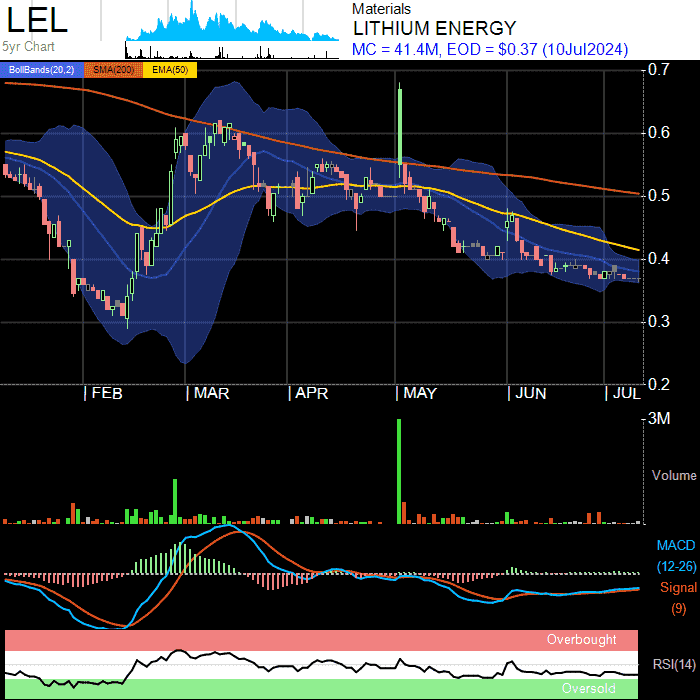 LEL
5yr Chart
Materials
LITHIUM ENERGY
MC = 41.4M, EOD = $0.37 (10Jul2024)
BollBands(20,2) SMA(200) EMA(50)
0.7
0.6
0.5
0.4
0.3
0.2
FEB MAR APR MAY JUN JUL
3M
Volume
MACD
(12-26)
Signal
(9)
Overbought
RSI(14)
Oversold